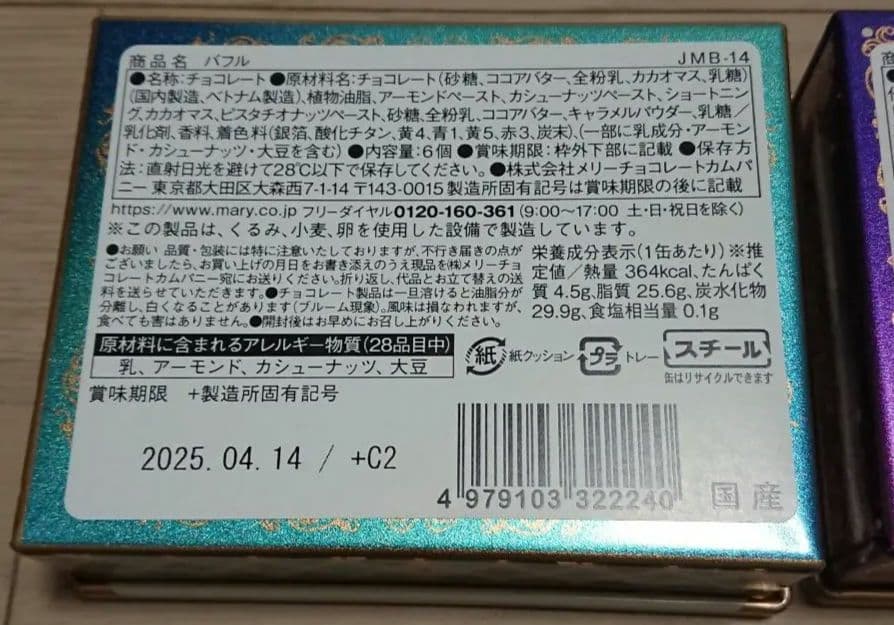 商品名 バフル JMB-14
●名称:チョコレート●原材料名:チョコレート(砂糖、ココアバター、全粉乳、カカオマス、乳糖)
(国内製造、ベトナム製造)、植物油脂、アーモンドペースト、カシューナッツペースト、ショートニン
グ、カカオマス、ピスタチオナッツペースト、砂糖、全粉乳、ココアバター、キャラメルパウダー、乳糖/
乳化剤、香料、着色料(銀箔、酸化チタン、黄4、青1、黄5、赤3、炭末)、(一部に乳成分・アーモン
ド・カシューナッツ・大豆を含む)●内容量:6個●賞味期限:枠外下部に記載●保存方
法:直射日光を避けて28℃以下で保存してください。●株式会社メリーチョコレートカムパ
ニー 東京都大田区大森西7-1-14 〒143-0015 製造所固有記号は賞味期限の後に記載
https://www.mary.co.jp フリーダイヤル0120-160-361(9:00〜17:00 土・日・祝日を除く)
※この製品は、くるみ、小麦、卵を使用した設備で製造しています。
●お願い 品質・包装には特に注意いたしておりますが、不行き届きの点が
ございましたら、お買い上げの月日をお書き添えのうえ現品を㈱メリーチョ
コレートカムパニー宛にお送りください。折り返し、代品とお立て替えの送
料を送らせていただきます。●チョコレート製品は一旦溶けると油脂分が
分離し、白くなることがあります(ブルーム現象)。風味は損なわれますが、
食べても害はありません。●開封後はお早めにお召し上がりください。
栄養成分表示(1缶あたり)※推
定値/熱量 364kcal、たんぱく
質 4.5g、脂質 25.6g、炭水化物
29.9g、食塩相当量 0.1g
原材料に含まれるアレルギー物質(28品目中)
乳、アーモンド、カシューナッツ、大豆
紙 紙クッション プラ トレー スチール
缶はリサイクルできます
賞味期限 +製造所固有記号
2025.04.14 / +C2
4 979103 322240
国産